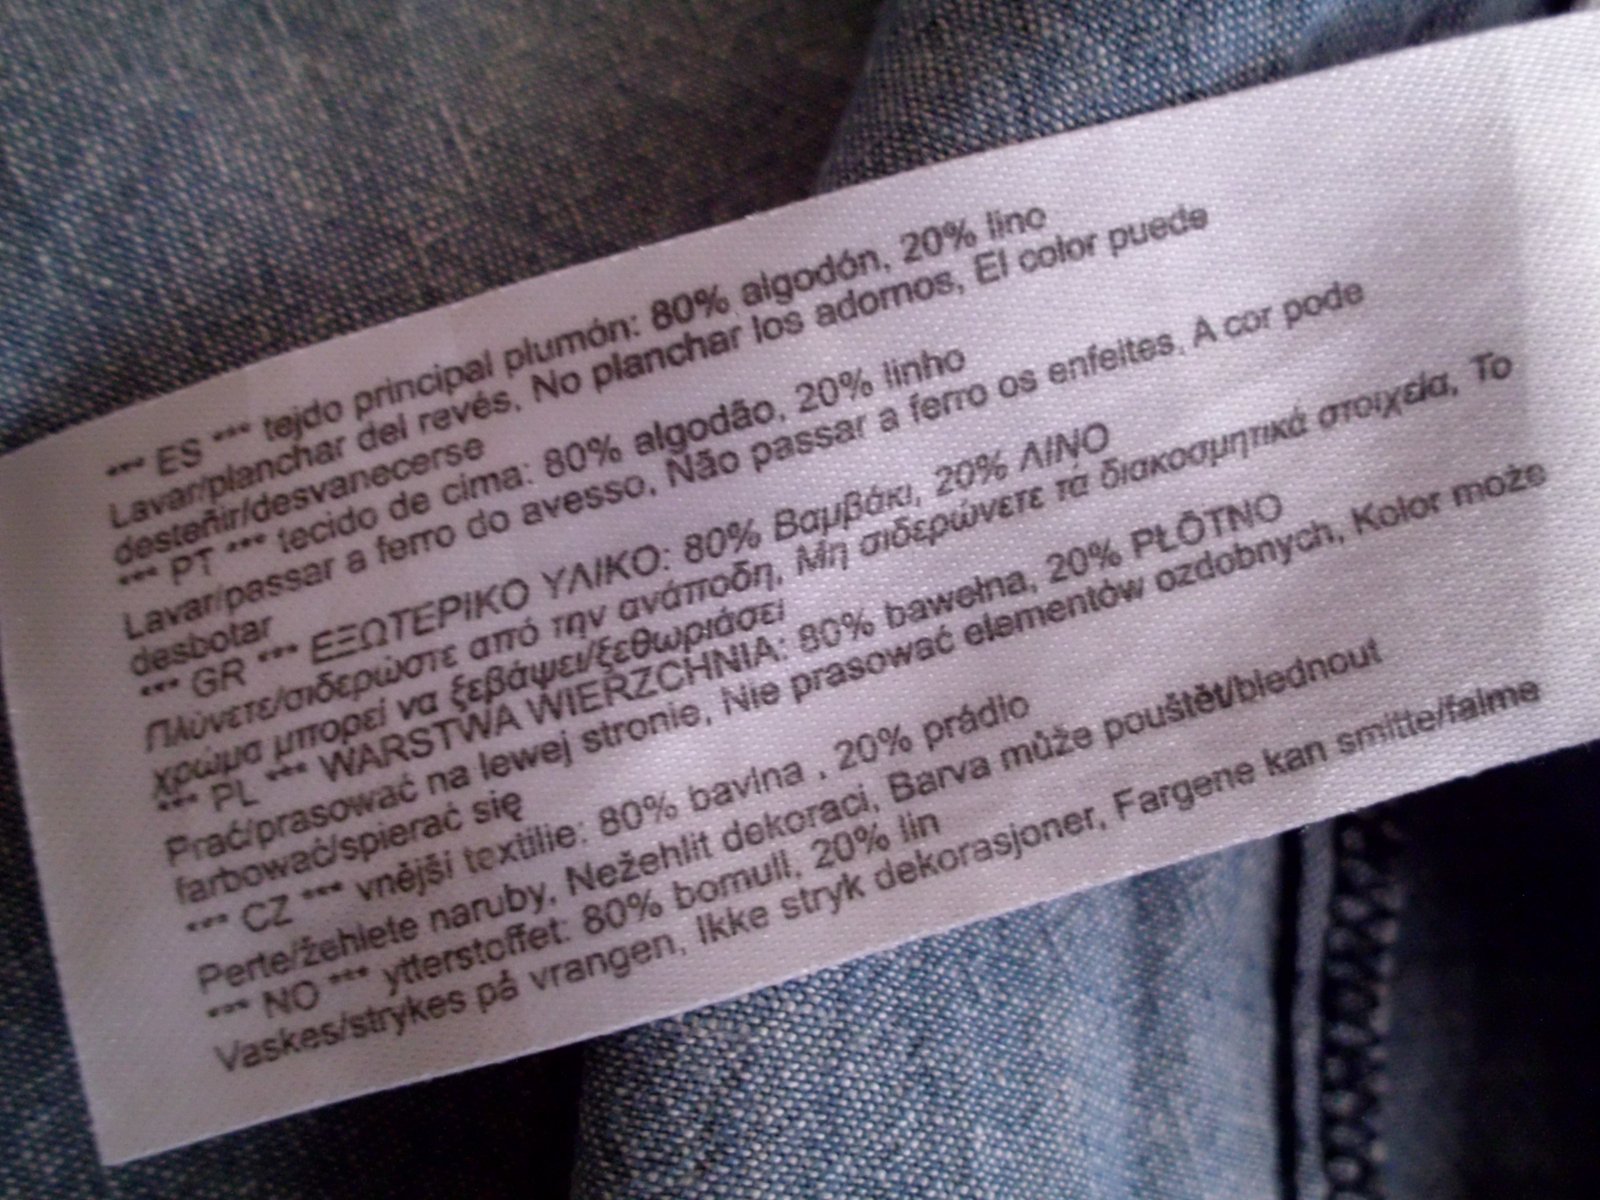 *** ES *** tejdo principal plumón: 80% algodón, 20% lino
Lavar/planchar del revés, No planchar los adornos, El color puede
desteñir/desvanecerse
*** PT *** tecido de cima: 80% algodão, 20% linho
Lavar/passar a ferro do avesso, Não passar a ferro os enfeites, A cor pode
desbotar
*** GR *** ΕΞΩΤΕΡΙΚΟ ΥΛΙΚΟ: 80% Βαμβάκι, 20% ΛΙΝΟ
Πλύνετε/σιδερώστε από την ανάποδη, Μη σιδερώνετε τα διακοσμητικά στοιχεία, Το
χρώμα μπορεί να ξεβάψει/ξεθωριάσει
*** PL *** WARSTWA WIERZCHNIA: 80% bawełna, 20% PŁÓTNO
Prać/prasować na lewej stronie, Nie prasować elementów ozdobnych, Kolor może
farbować/spierać się
*** CZ *** vnější textilie: 80% bavlna , 20% prádlo
Perte/žehlete naruby, Nežehlit dekoraci, Barva může pouštět/blednout
*** NO *** ytterstoffet: 80% bomull, 20% lin
Vaskes/strykes på vrangen, Ikke stryk dekorasjoner, Fargene kan smitte/falme